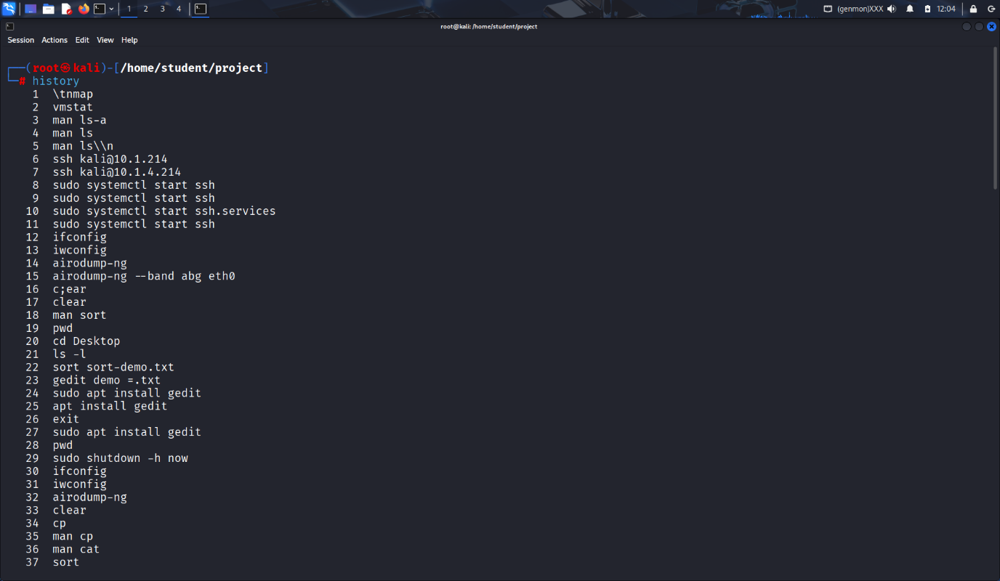 1 2 3 4 (genmon)XXX 12:04
root@kali: /home/student/project
Session Actions Edit View Help
┌──(root㉿kali)-[/home/student/project]
└─# history
1 \tnmap
2 vmstat
3 man ls-a
4 man ls
5 man ls\\n
6 ssh kali@10.1.214
7 ssh kali@10.1.4.214
8 sudo systemctl start ssh
9 sudo systemctl start ssh
10 sudo systemctl start ssh.services
11 sudo systemctl start ssh
12 ifconfig
13 iwconfig
14 airodump-ng
15 airodump-ng --band abg eth0
16 c;ear
17 clear
18 man sort
19 pwd
20 cd Desktop
21 ls -l
22 sort sort-demo.txt
23 gedit demo =.txt
24 sudo apt install gedit
25 apt install gedit
26 exit
27 sudo apt install gedit
28 pwd
29 sudo shutdown -h now
30 ifconfig
31 iwconfig
32 airodump-ng
33 clear
34 cp
35 man cp
36 man cat
37 sort